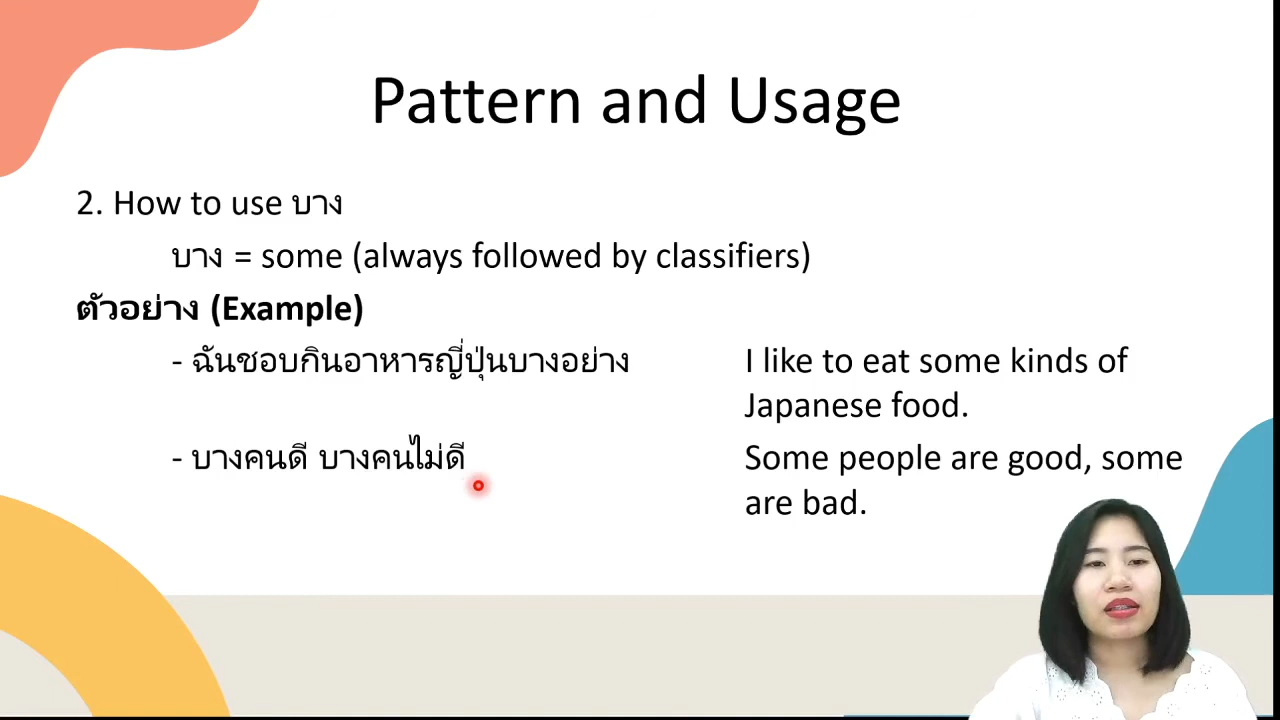 Pattern and Usage
2. How to use บาง
บาง = some (always followed by classifiers)
ตัวอย่าง (Example)
- ฉันชอบกินอาหารญี่ปุ่นบางอย่าง
I like to eat some kinds of
Japanese food.
- บางคนดี บางคนไม่ดี
Some people are good, some
are bad.